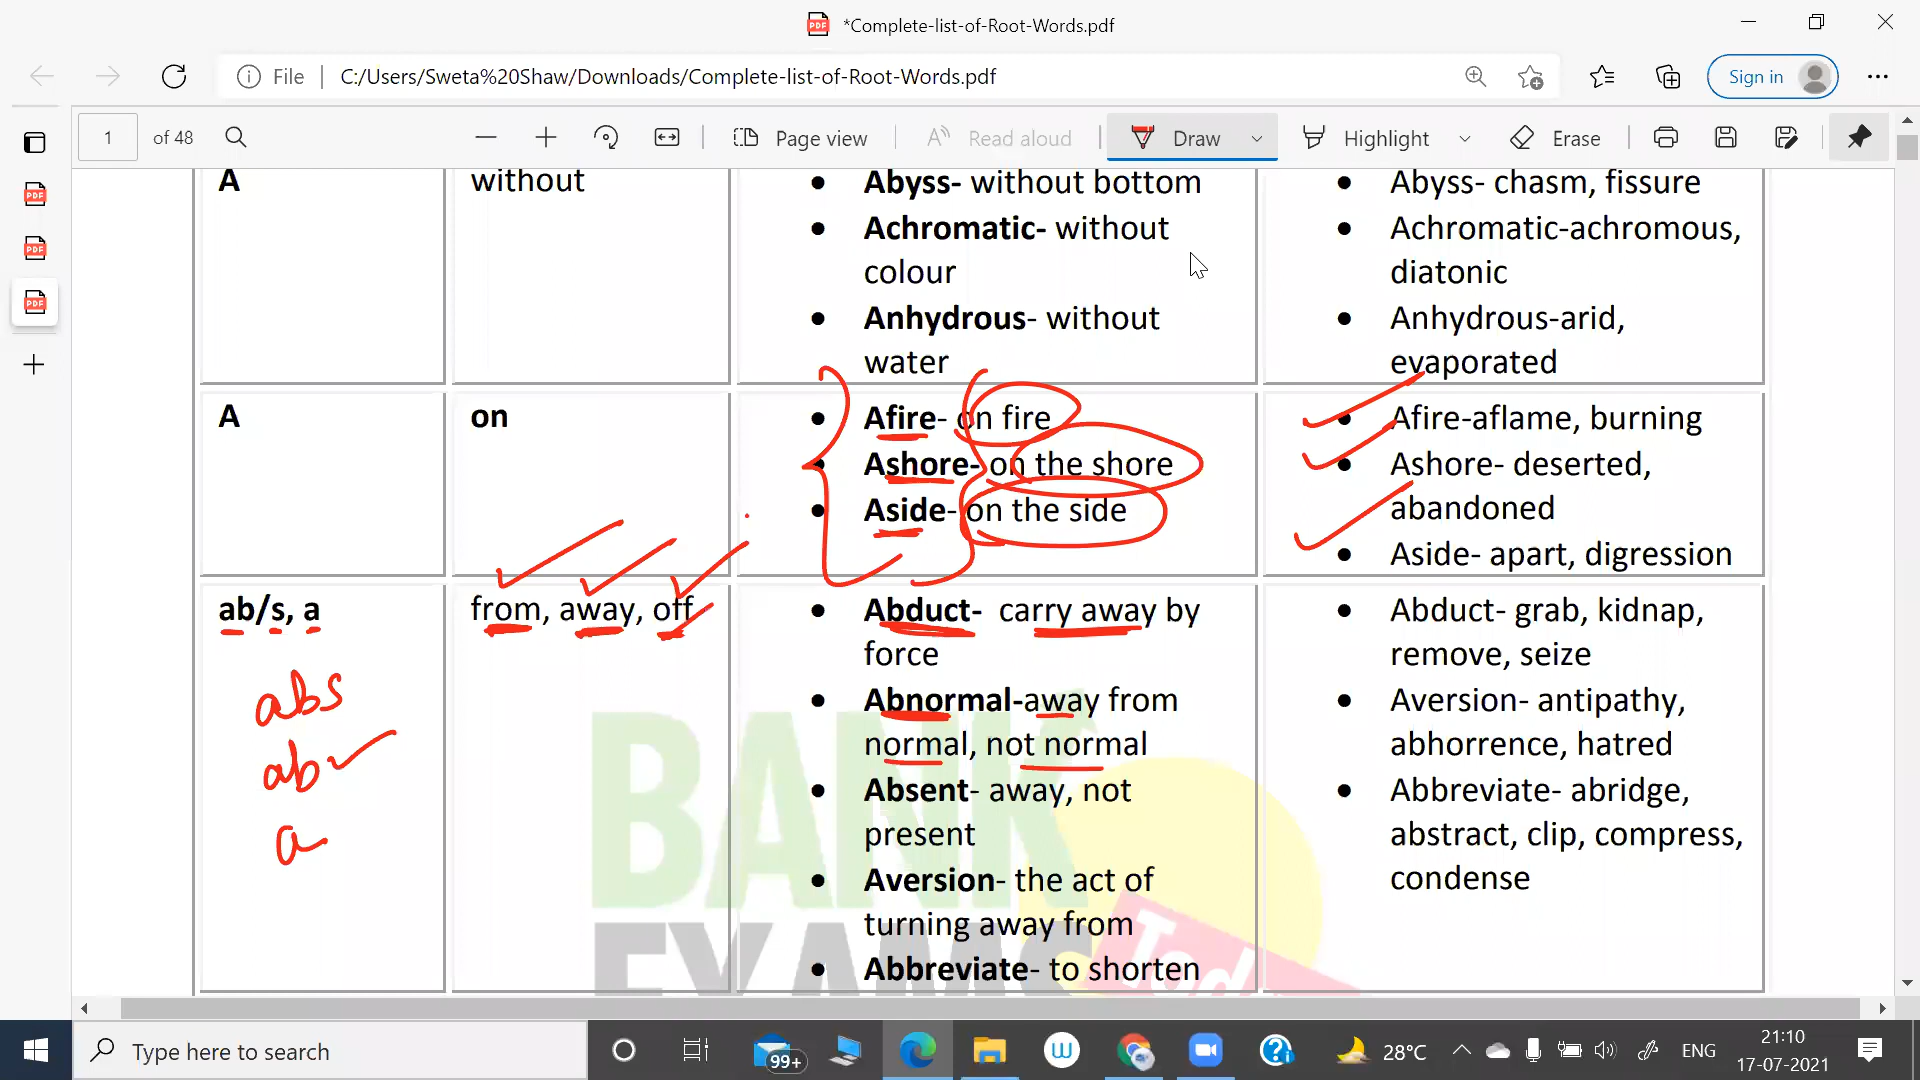 *Complete-list-of-Root-Words.pdf
File | C:/Users/Sweta%20Shaw/Downloads/Complete-list-of-Root-Words.pdf
Sign in
1 of 48
Page view
Read aloud
Draw
Highlight
Erase
A
without
• Abyss- without bottom
• Achromatic- without
colour
• Anhydrous- without
water
• Abyss- chasm, fissure
• Achromatic-achromous,
diatonic
• Anhydrous-arid,
evaporated
A
on
• Afire- on fire
• Ashore- on the shore
• Aside- on the side
• Afire-aflame, burning
• Ashore- deserted,
abandoned
• Aside- apart, digression
ab/s, a
abs
ab
a
from, away, off
• Abduct- carry away by
force
• Abnormal-away from
normal, not normal
• Absent- away, not
present
• Aversion- the act of
turning away from
• Abbreviate- to shorten
• Abduct- grab, kidnap,
remove, seize
• Aversion- antipathy,
abhorrence, hatred
• Abbreviate- abridge,
abstract, clip, compress,
condense
BANK
EXAMS
Today
Type here to search
99+
28°C
ENG
21:10
17-07-2021